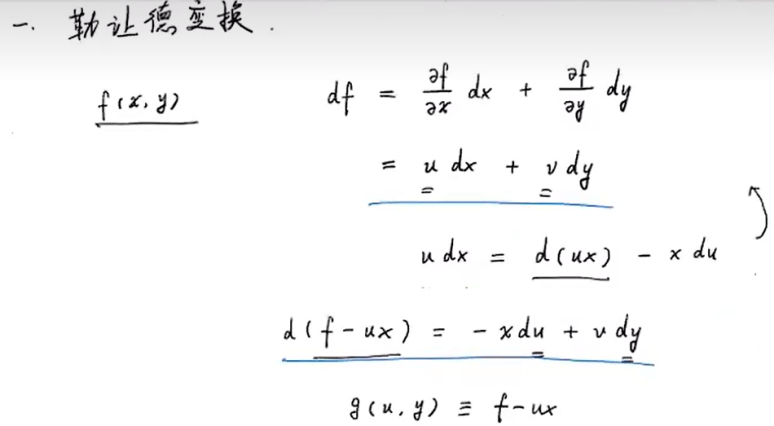 一. 勒让德变换.
f(x,y) df = ∂f/∂x dx + ∂f/∂y dy
= u dx + v dy
u dx = d(ux) - x du
d(f-ux) = - x du + v dy
g(u,y) ≡ f-ux